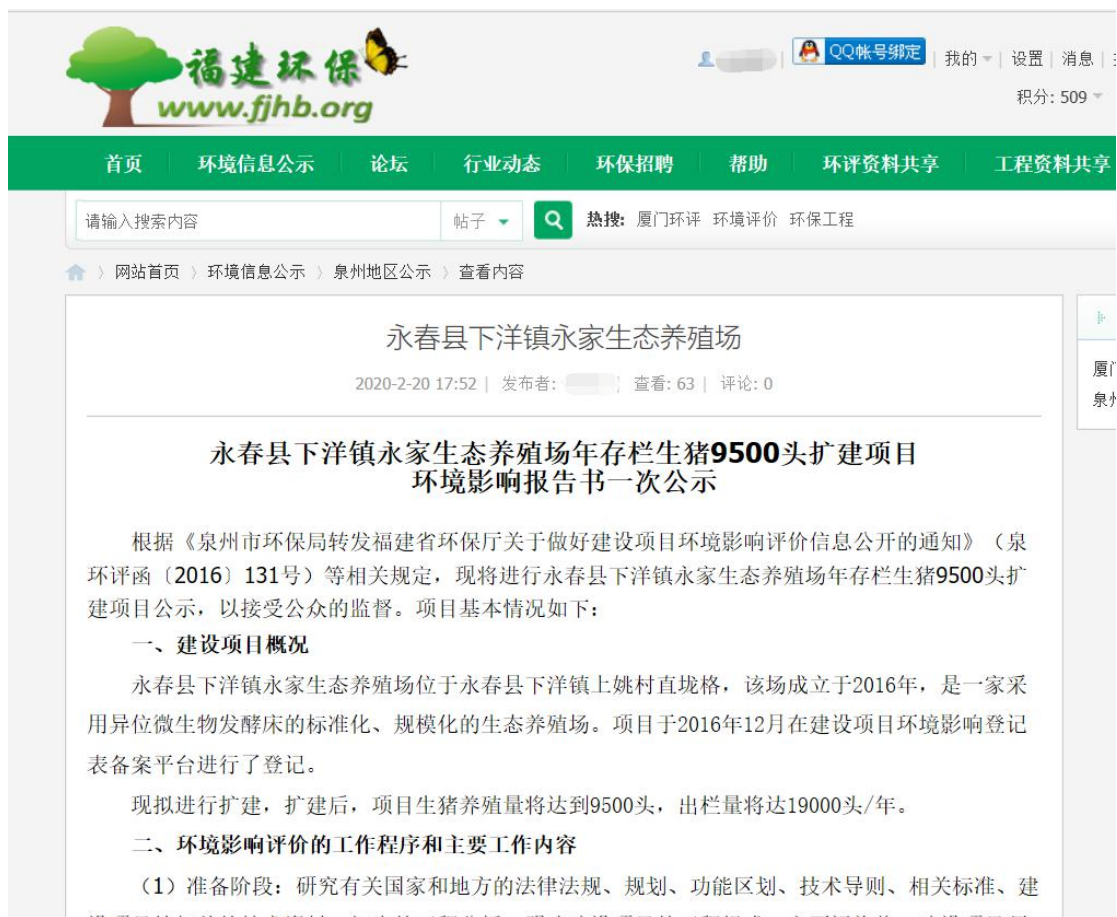 福建环保
www.fjhb.org
QQ帐号绑定 | 我的 | 设置 | 消息 |
积分: 509
首页 环境信息公示 论坛 行业动态 环保招聘 帮助 环评资料共享 工程资料共享
请输入搜索内容 帖子 热搜: 厦门环评 环境评价 环保工程
网站首页 〉 环境信息公示 〉 泉州地区公示 〉 查看内容
永春县下洋镇永家生态养殖场
2020-2-20 17:52 | 发布者: | 查看: 63 | 评论: 0
永春县下洋镇永家生态养殖场年存栏生猪9500头扩建项目
环境影响报告书一次公示
根据《泉州市环保局转发福建省环保厅关于做好建设项目环境影响评价信息公开的通知》（泉
环评函〔2016〕131号）等相关规定，现将进行永春县下洋镇永家生态养殖场年存栏生猪9500头扩
建项目公示，以接受公众的监督。项目基本情况如下：
一、建设项目概况
永春县下洋镇永家生态养殖场位于永春县下洋镇上姚村直垅格，该场成立于2016年，是一家采
用异位微生物发酵床的标准化、规模化的生态养殖场。项目于2016年12月在建设项目环境影响登记
表备案平台进行了登记。
现拟进行扩建，扩建后，项目生猪养殖量将达到9500头，出栏量将达19000头/年。
二、环境影响评价的工作程序和主要工作内容
（1）准备阶段：研究有关国家和地方的法律法规、规划、功能区划、技术导则、相关标准、建